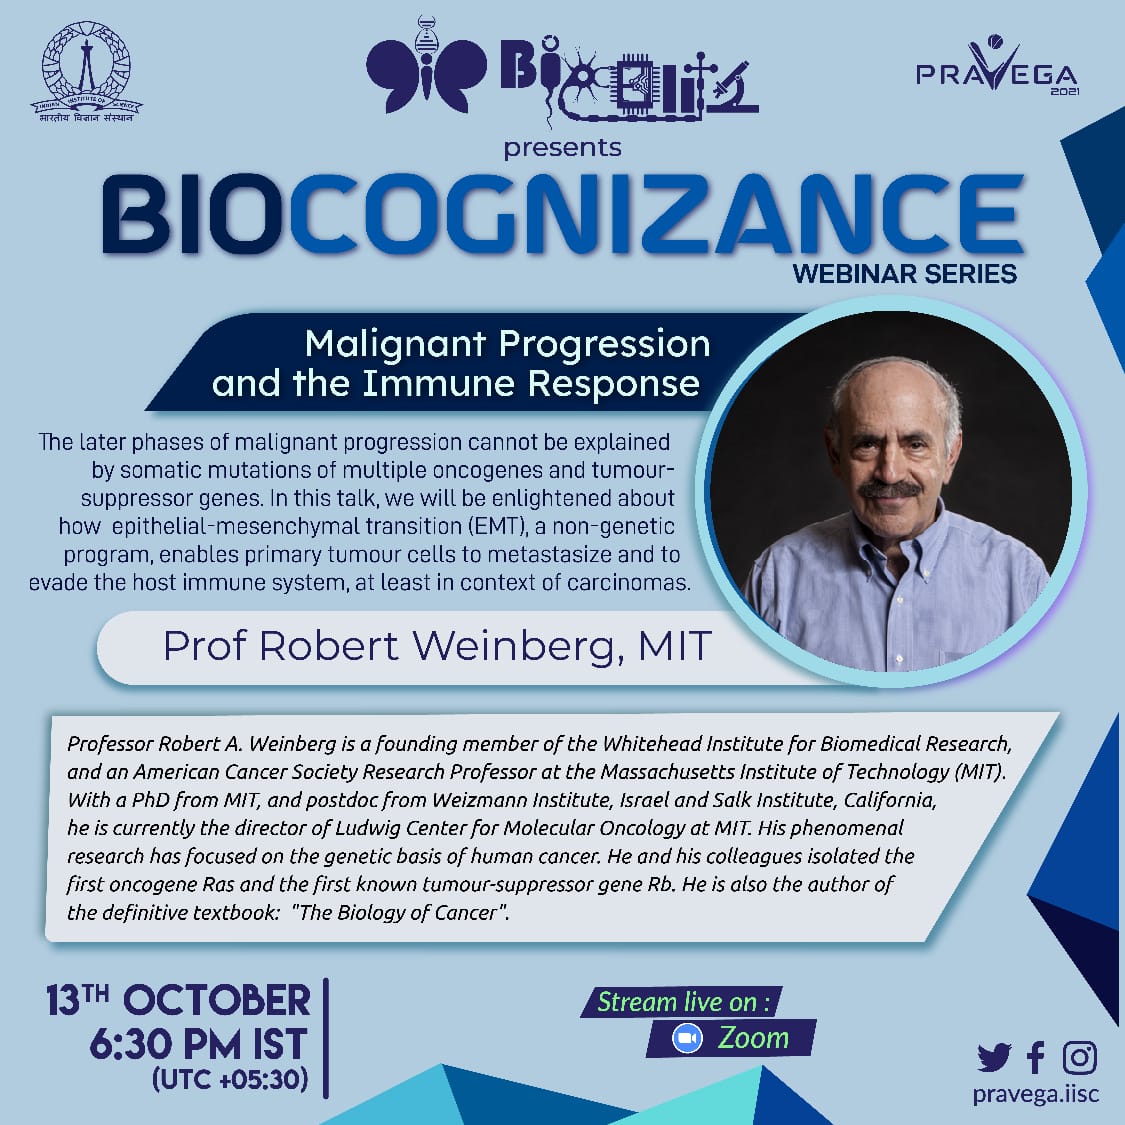 INDIAN INSTITUTE OF SCIENCE
भारतीय विज्ञान संस्थान
BioBlitz
PRAVEGA
2021
presents
BIOCOGNIZANCE
WEBINAR SERIES
Malignant Progression
and the Immune Response
The later phases of malignant progression cannot be explained
by somatic mutations of multiple oncogenes and tumour-
suppressor genes. In this talk, we will be enlightened about
how epithelial-mesenchymal transition (EMT), a non-genetic
program, enables primary tumour cells to metastasize and to
evade the host immune system, at least in context of carcinomas.
Prof Robert Weinberg, MIT
Professor Robert A. Weinberg is a founding member of the Whitehead Institute for Biomedical Research,
and an American Cancer Society Research Professor at the Massachusetts Institute of Technology (MIT).
With a PhD from MIT, and postdoc from Weizmann Institute, Israel and Salk Institute, California,
he is currently the director of Ludwig Center for Molecular Oncology at MIT. His phenomenal
research has focused on the genetic basis of human cancer. He and his colleagues isolated the
first oncogene Ras and the first known tumour-suppressor gene Rb. He is also the author of
the definitive textbook: "The Biology of Cancer".
13TH OCTOBER
6:30 PM IST
(UTC +05:30)
Stream live on :
Zoom
pravega.iisc